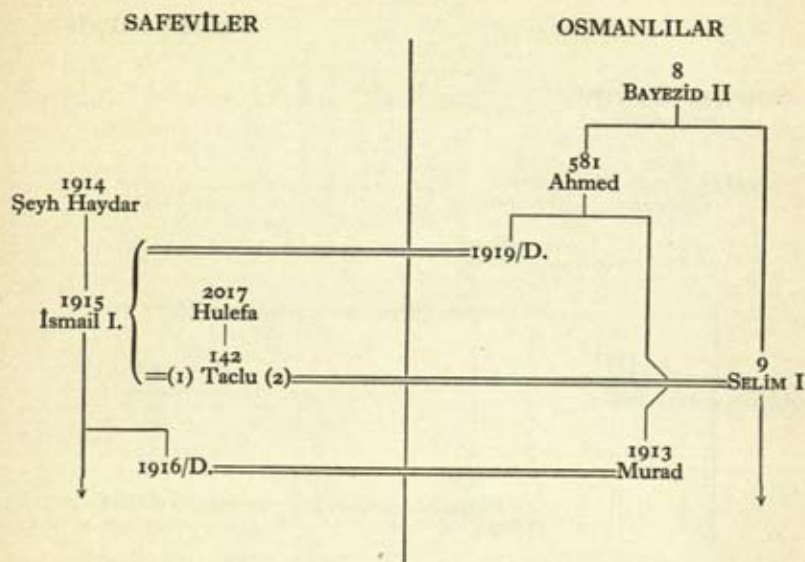 SAFEVİLER
OSMANLILAR
8
BAYEZİD II
581
Ahmed
1914
Şeyh Haydar
1919/D.
1915
İsmail I.
2017
Hulefa
142
(1) Taclu (2)
9
SELİM I
1916/D.
1913
Murad